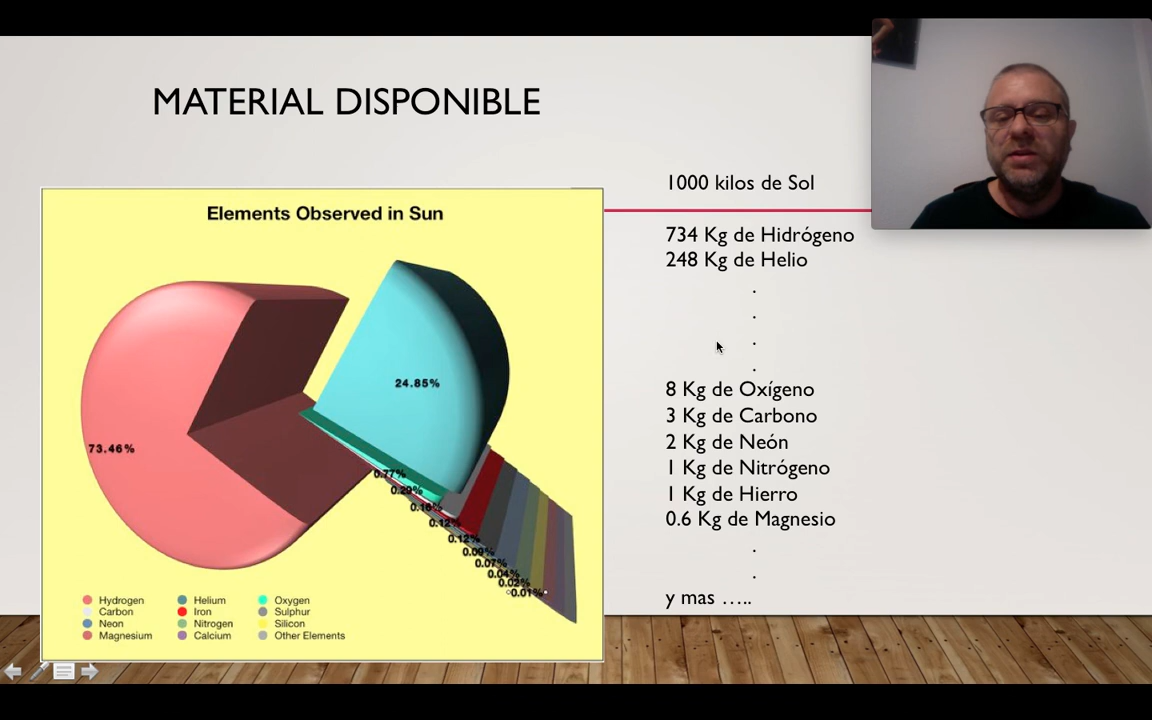 MATERIAL DISPONIBLE
1000 kilos de Sol
Elements Observed in Sun
73.46%
24.85%
0.77%
0.29%
0.16%
0.12%
0.12%
0.09%
0.07%
0.04%
0.02%
0.01%
Hydrogen
Helium
Oxygen
Carbon
Iron
Sulphur
Neon
Nitrogen
Silicon
Magnesium
Calcium
Other Elements
734 Kg de Hidrógeno
248 Kg de Helio
.
.
.
.
8 Kg de Oxígeno
3 Kg de Carbono
2 Kg de Neón
1 Kg de Nitrógeno
1 Kg de Hierro
0.6 Kg de Magnesio
.
.
y mas …..